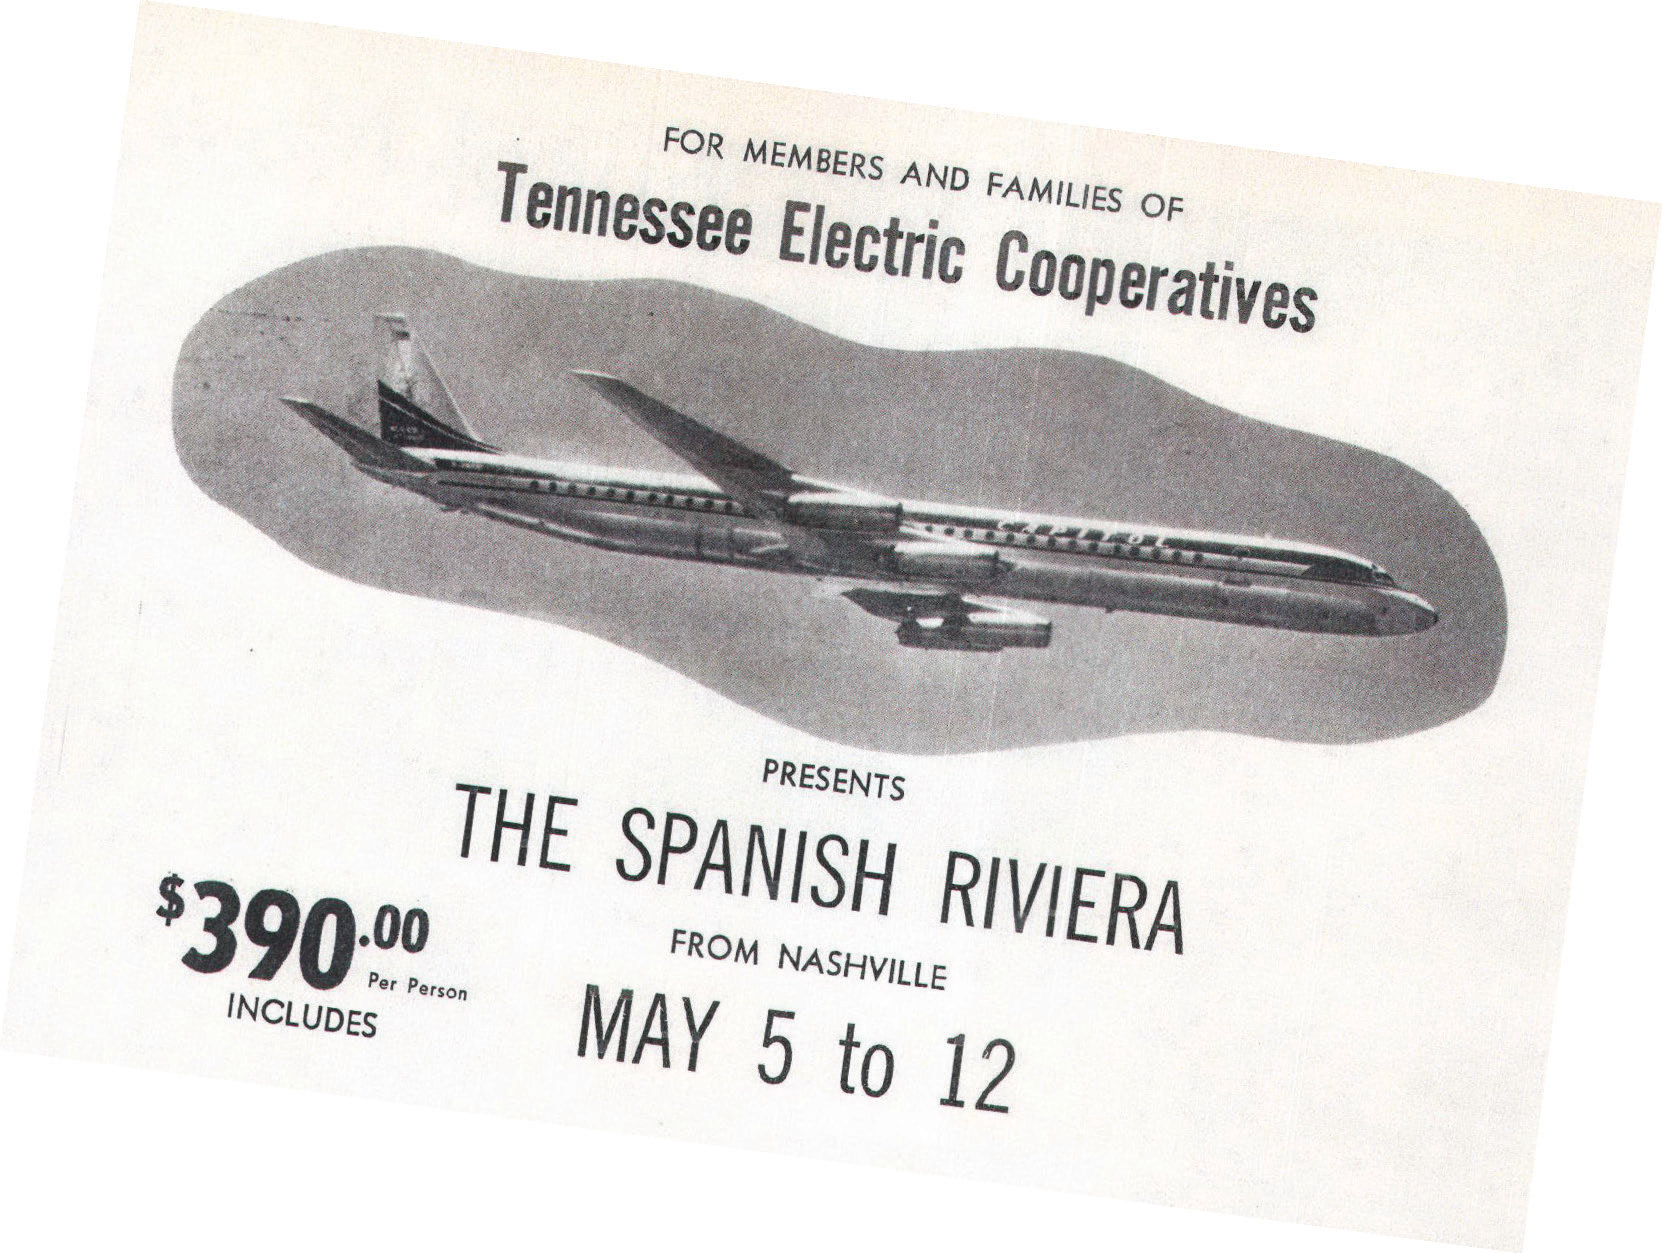 FOR MEMBERS AND FAMILIES OF
Tennessee Electric Cooperatives
CAPITOL
PRESENTS
THE SPANISH RIVIERA
FROM NASHVILLE
MAY 5 to 12
$390.00
Per Person
INCLUDES